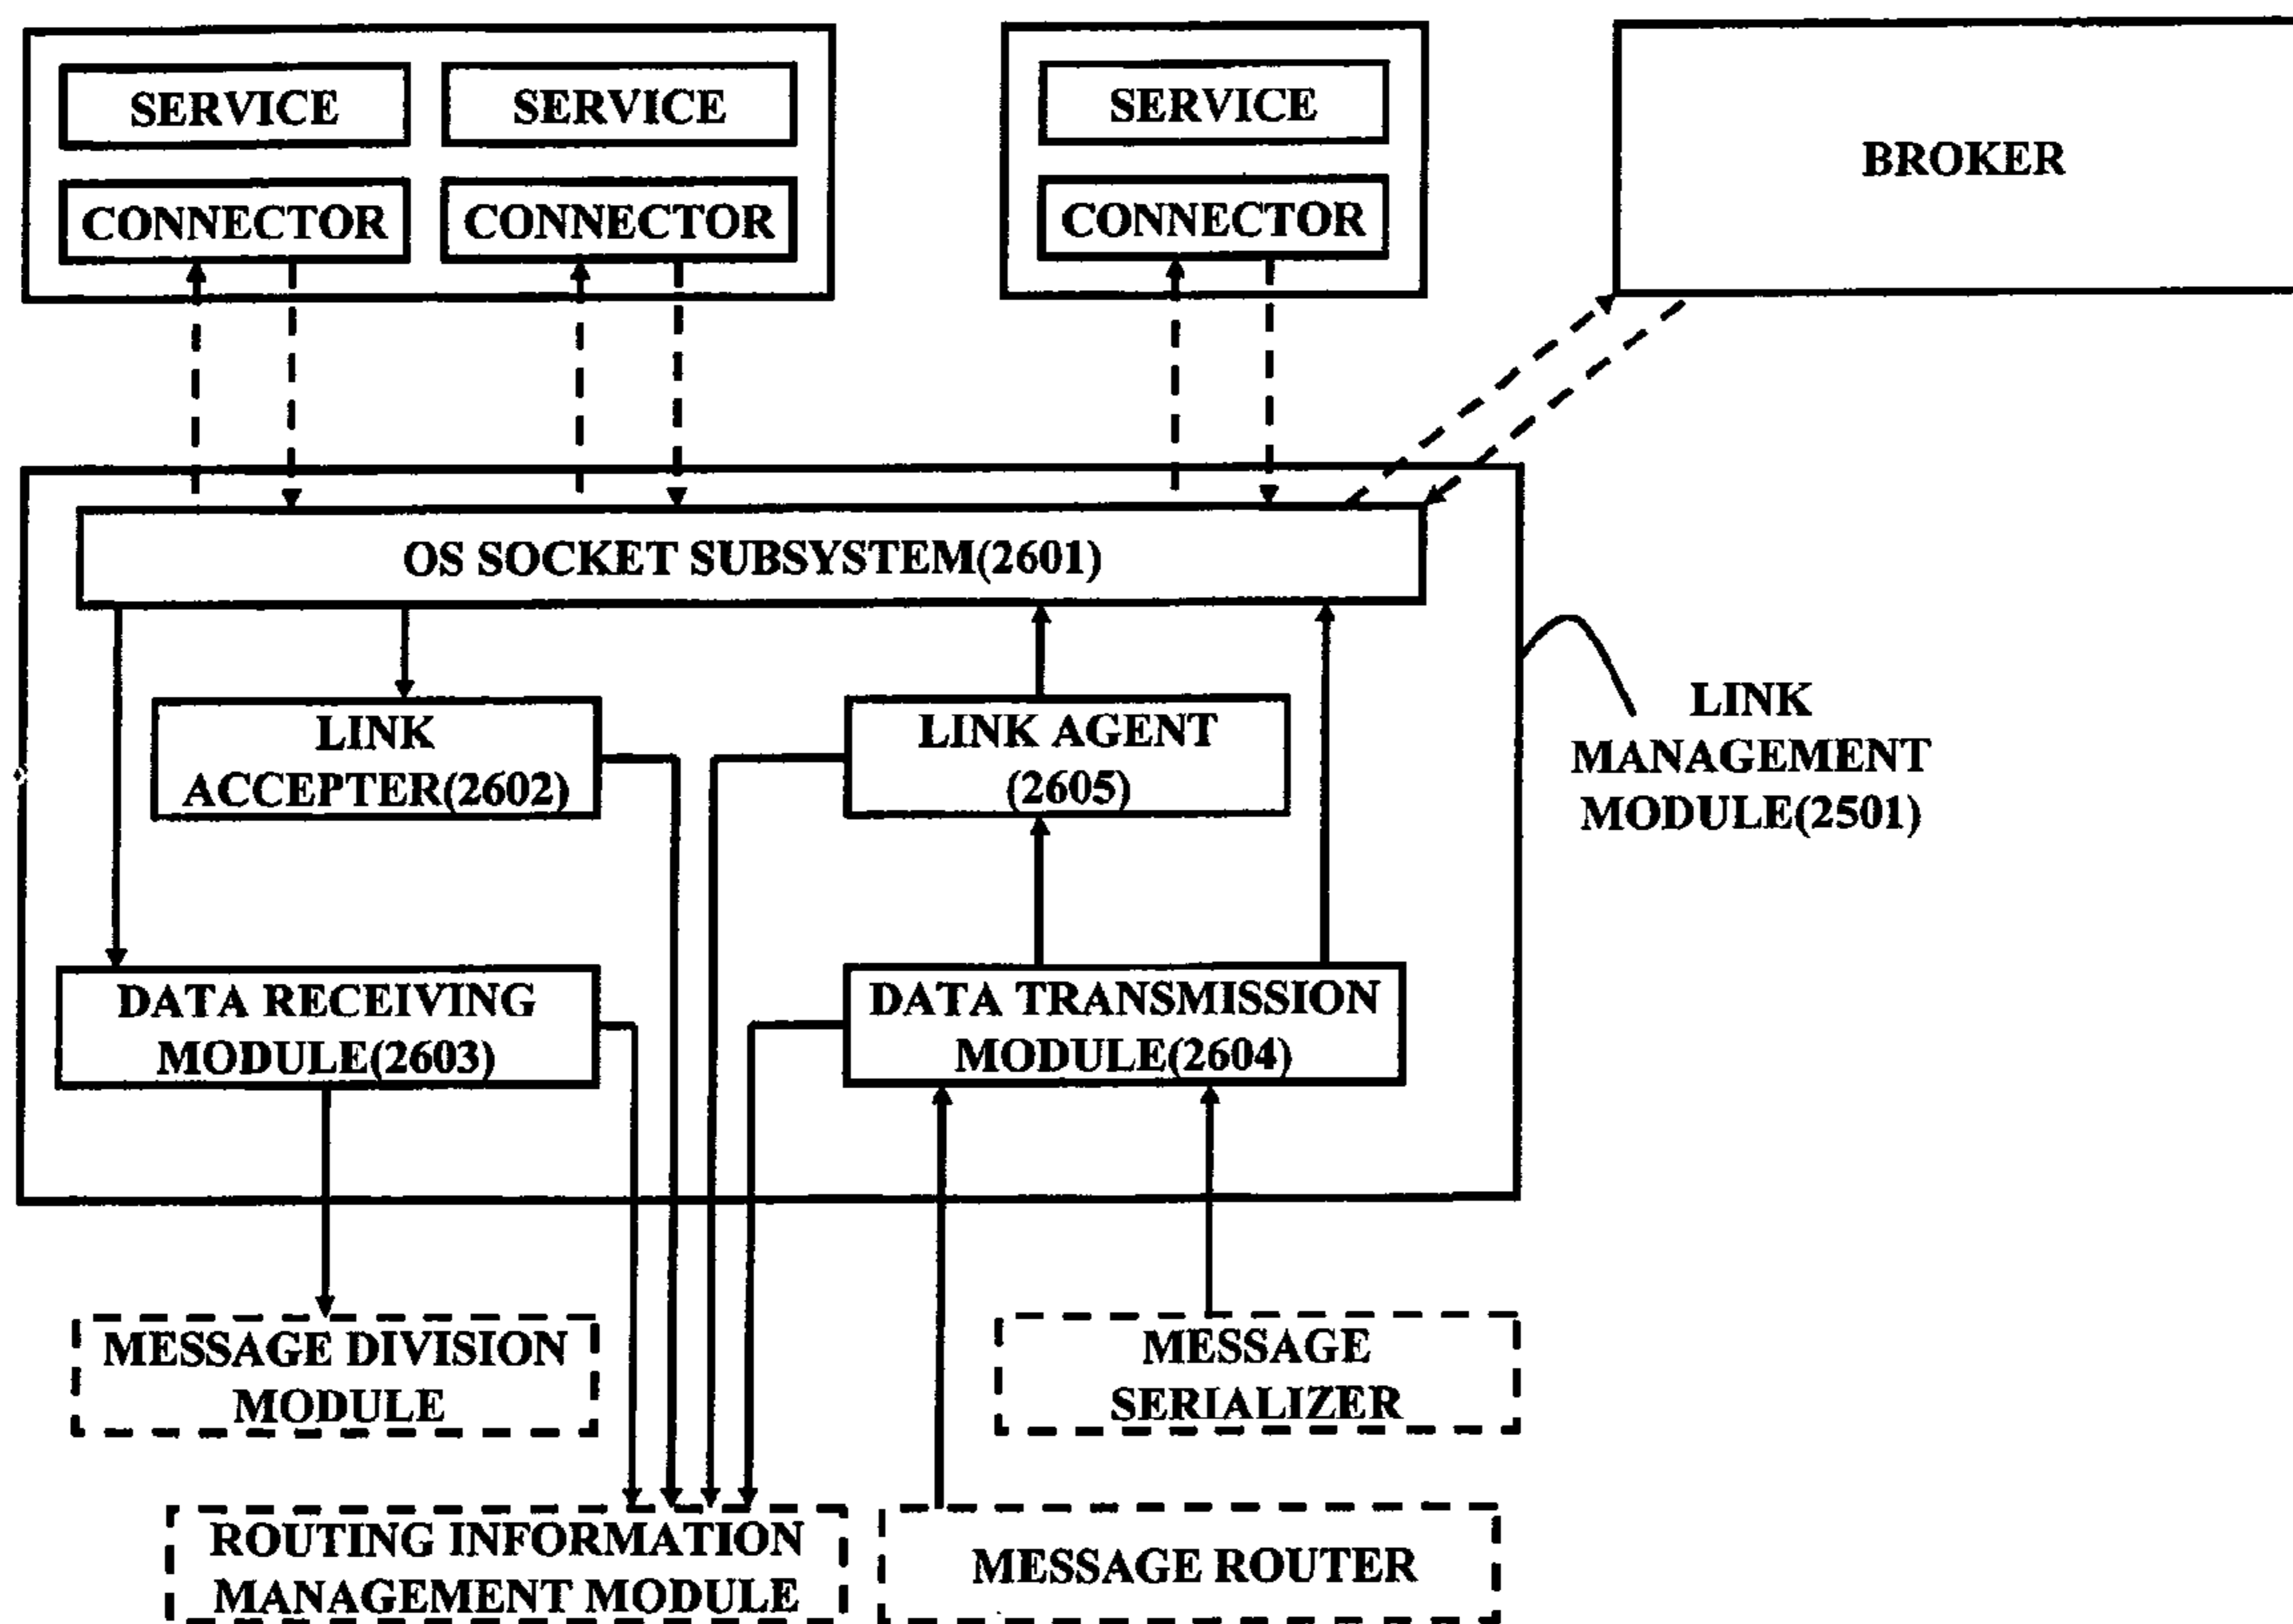 SERVICE
SERVICE
SERVICE
BROKER
CONNECTOR
CONNECTOR
CONNECTOR
OS SOCKET SUBSYSTEM(2601)
LINK
ACCEPTER(2602)
LINK AGENT
(2605)
LINK
MANAGEMENT
MODULE(2501)
DATA RECEIVING
MODULE(2603)
DATA TRANSMISSION
MODULE(2604)
MESSAGE DIVISION
MODULE
MESSAGE
SERIALIZER
ROUTING INFORMATION
MANAGEMENT MODULE
MESSAGE ROUTER